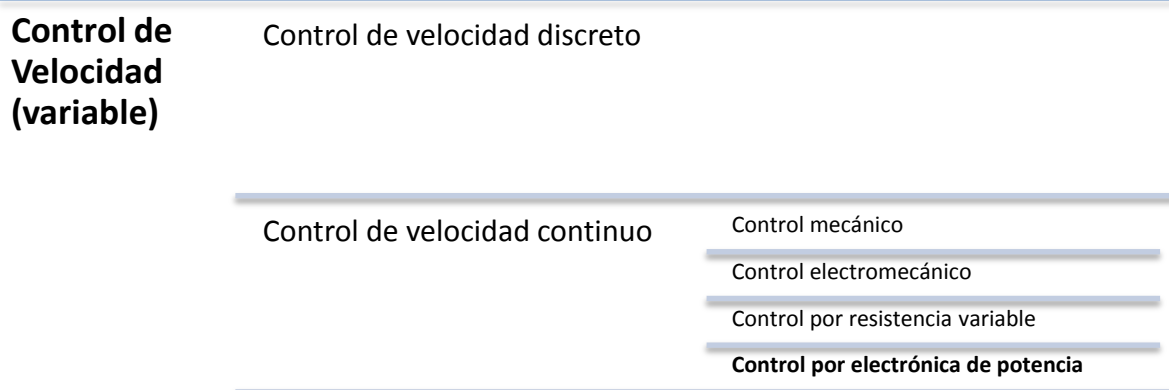 Control de
Velocidad
(variable)
Control de velocidad discreto
Control de velocidad continuo
Control mecánico
Control electromecánico
Control por resistencia variable
Control por electrónica de potencia